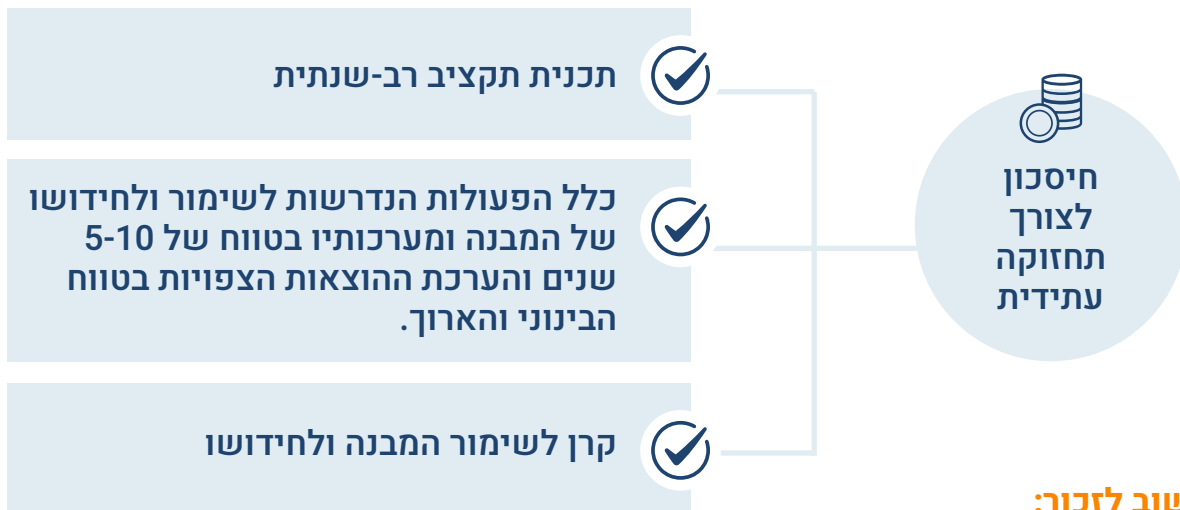 חיסכון
לצורך
תחזוקה
עתידית
תכנית תקציב רב-שנתית
כלל הפעולות הנדרשות לשימור ולחידושו
של המבנה ומערכותיו בטווח של 5-10
שנים והערכת ההוצאות הצפויות בטווח
הבינוני והארוך.
קרן לשימור המבנה ולחידושו
לזכור: